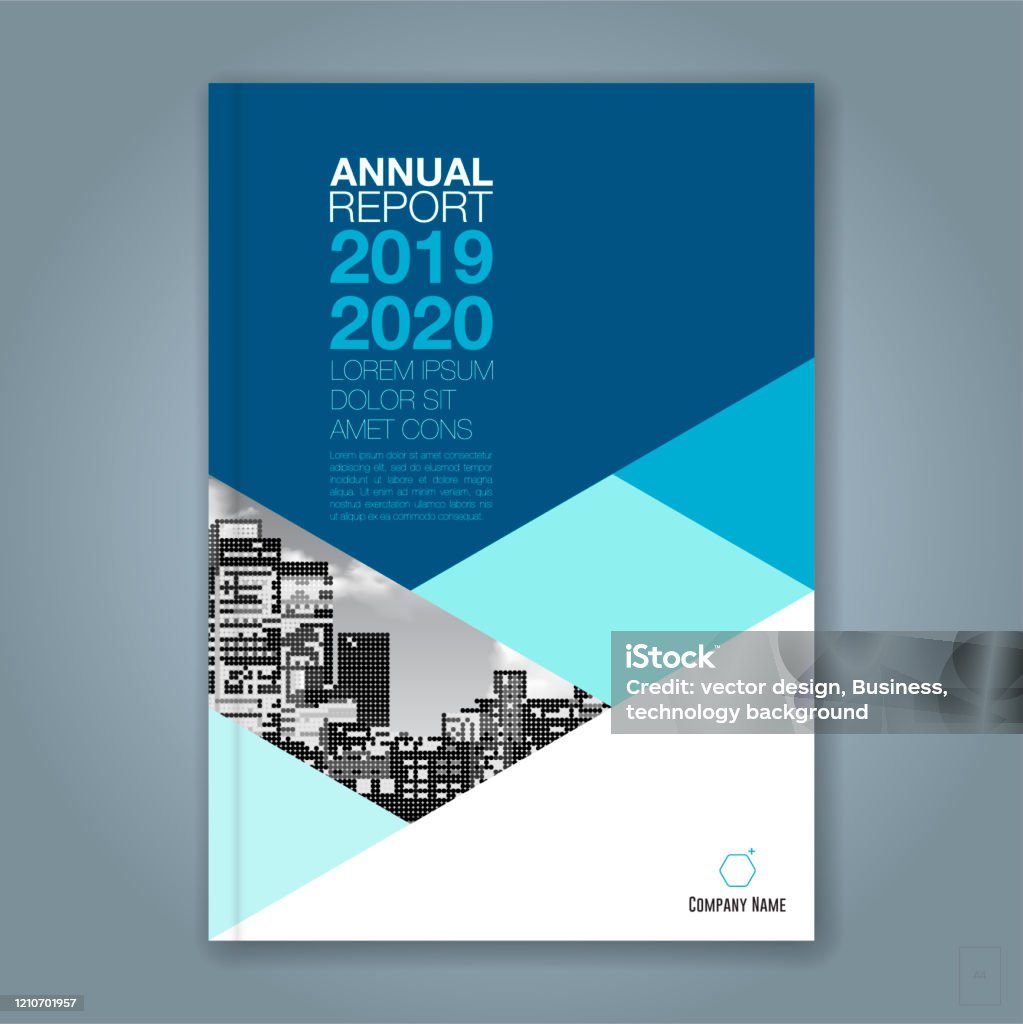 ANNUAL
REPORT
2019
2020
LOREM IPSUM
DOLOR SIT
AMET CONS
Lorem ipsum dolor sit amet consectetur
adipiscing elit, sed do eiusmod tempor
incididunt ut labore et dolore magna
aliqua. Ut enim ad minim veniam, quis
nostrud exercitation ullamco laboris nisi
ut aliquip ex ea commodo consequat.
iStock™
Credit: vector design, Business,
technology background
COMPANY NAME
A4
1210701957